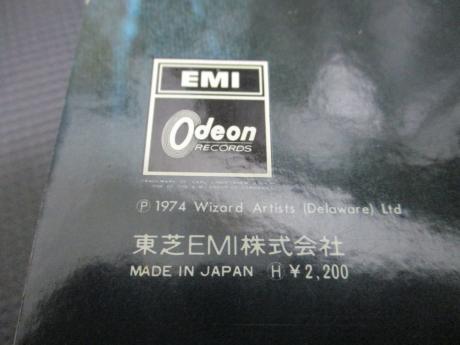 EMI
Odeon
RECORDS
Ⓟ 1974 Wizard Artists (Delaware) Ltd
東芝EMI株式会社
MADE IN JAPAN Ⓗ ¥2,200